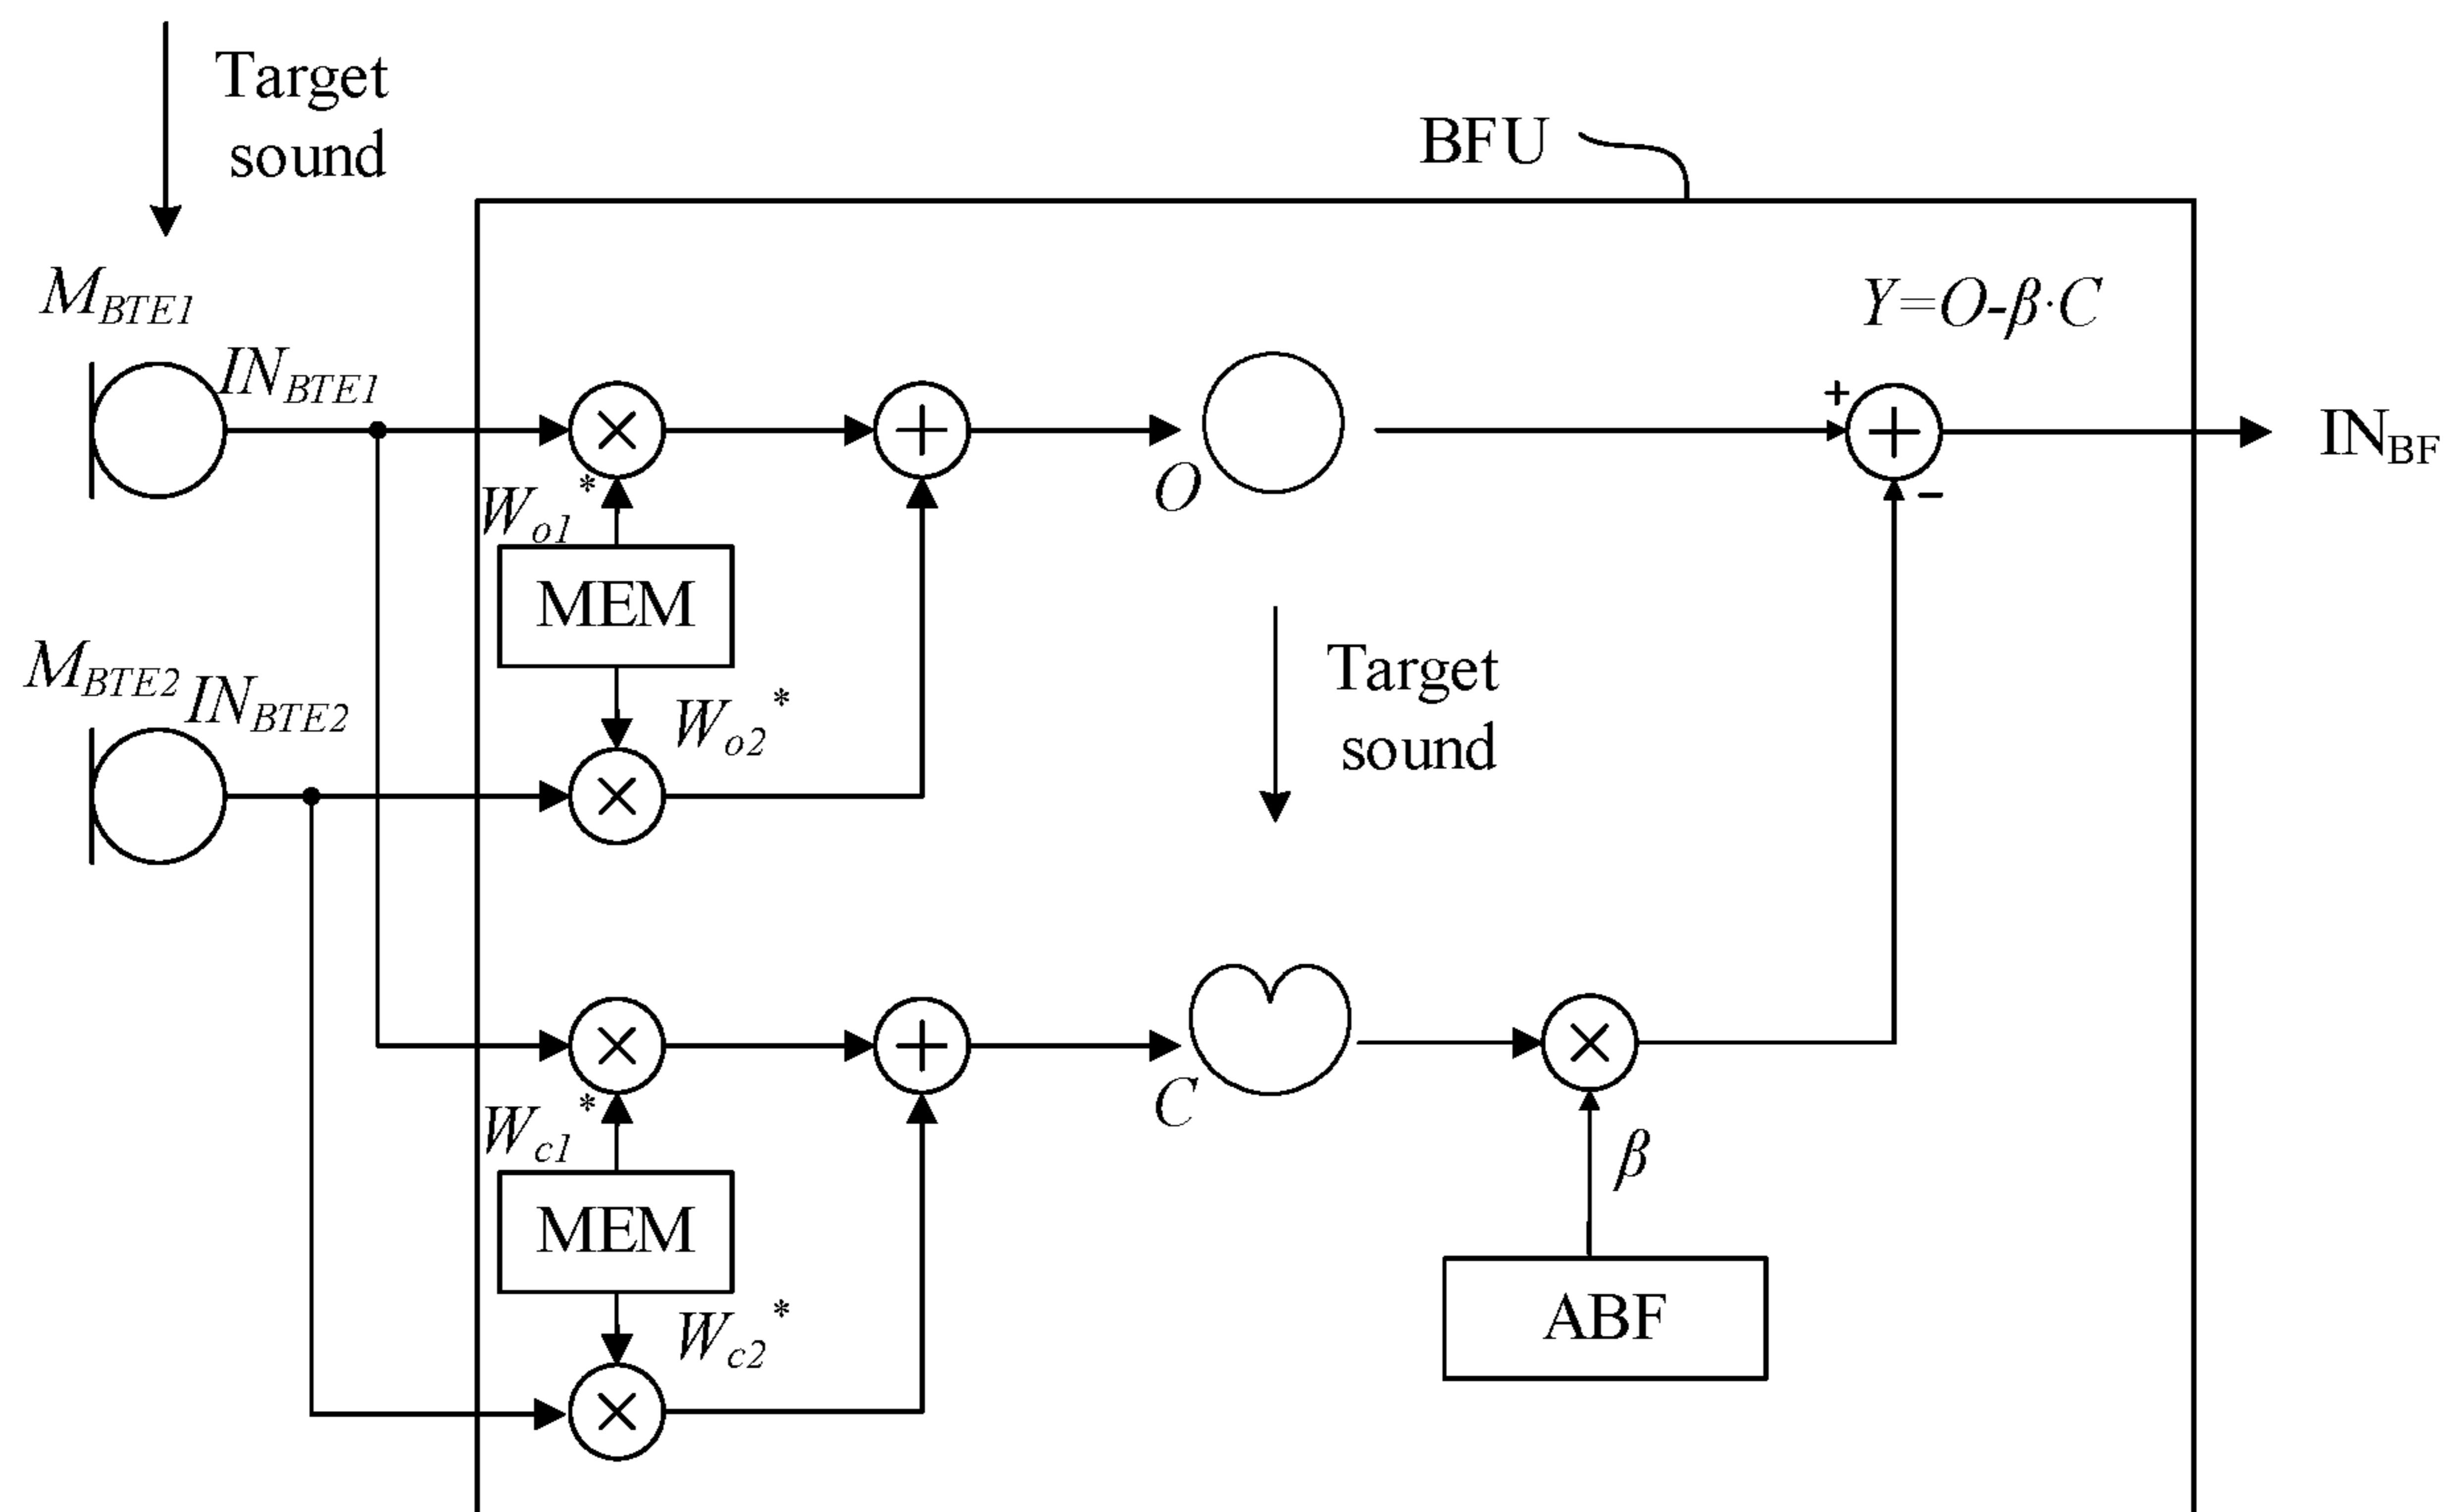 Target
sound
BFU
M_BTE1
Y=O-β·C
IN_BTE1
+
IN_BF
O
-
W_o1*
MEM
M_BTE2
IN_BTE2
W_o2*
Target
sound
W_c1*
C
β
MEM
W_c2*
ABF